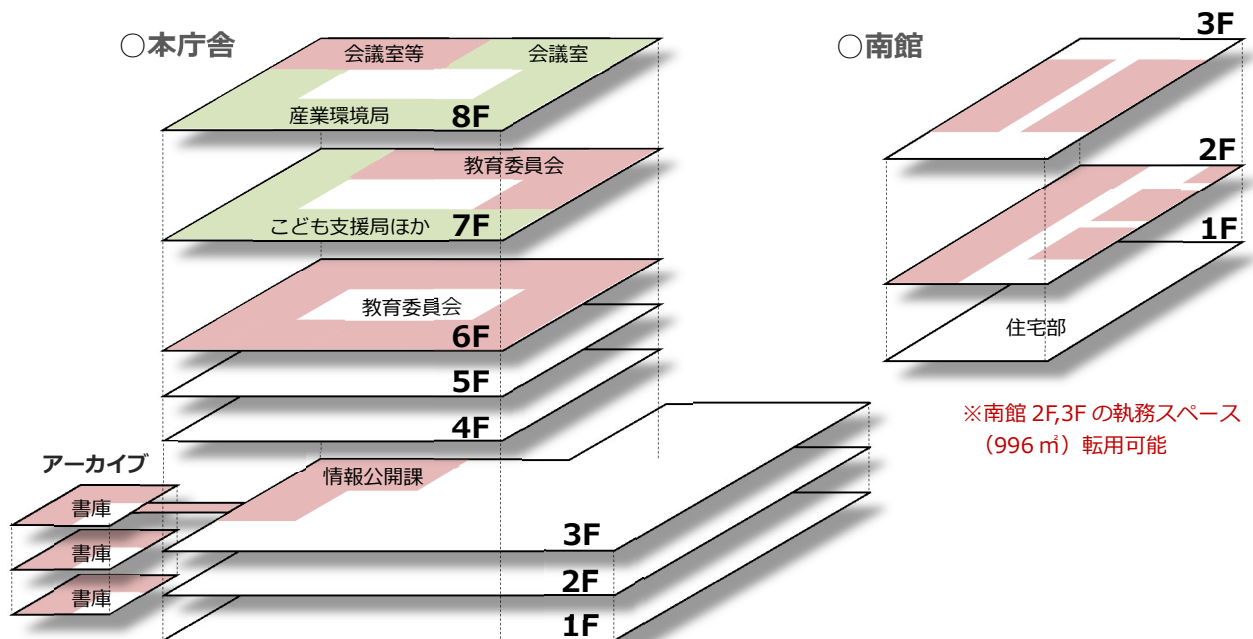 ○本庁舎
会議室等
会議室
産業環境局
8F
教育委員会
こども支援局ほか
7F
教育委員会
6F
5F
4F
アーカイブ
書庫
書庫
書庫
情報公開課
3F
2F
1F
○南館
3F
2F
1F
住宅部
※南館 2F,3F の執務スペース
（996 ㎡）転用可能